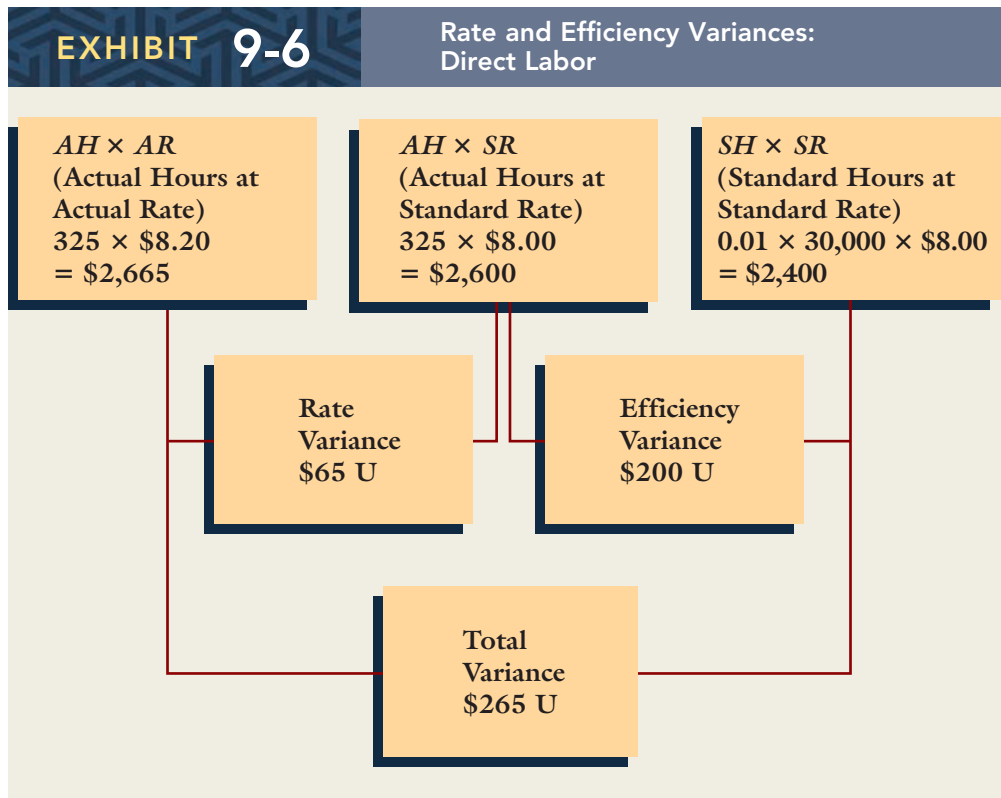 EXHIBIT 9-6
Rate and Efficiency Variances:
Direct Labor
AH × AR
(Actual Hours at
Actual Rate)
325 × $8.20
= $2,665
AH × SR
(Actual Hours at
Standard Rate)
325 × $8.00
= $2,600
SH × SR
(Standard Hours at
Standard Rate)
0.01 × 30,000 × $8.00
= $2,400
Rate
Variance
$65 U
Efficiency
Variance
$200 U
Total
Variance
$265 U